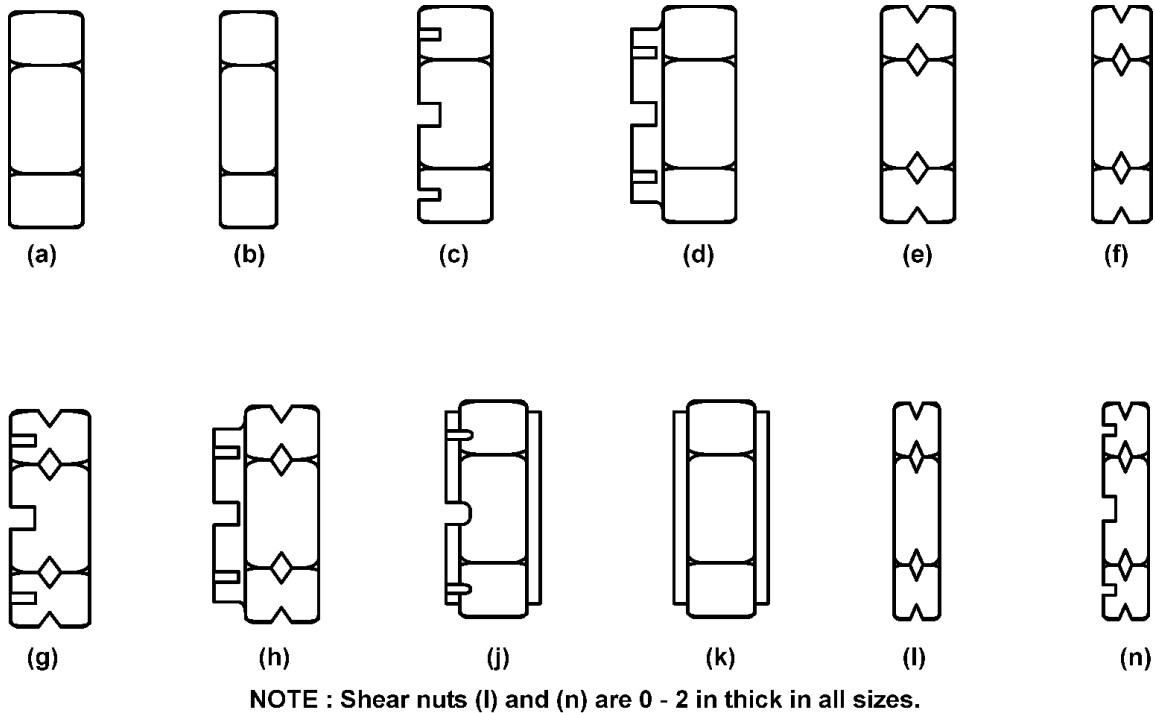 (a) (b) (c) (d) (e) (f)
(g) (h) (j) (k) (l) (n)
NOTE : Shear nuts (l) and (n) are 0 - 2 in thick in all sizes.